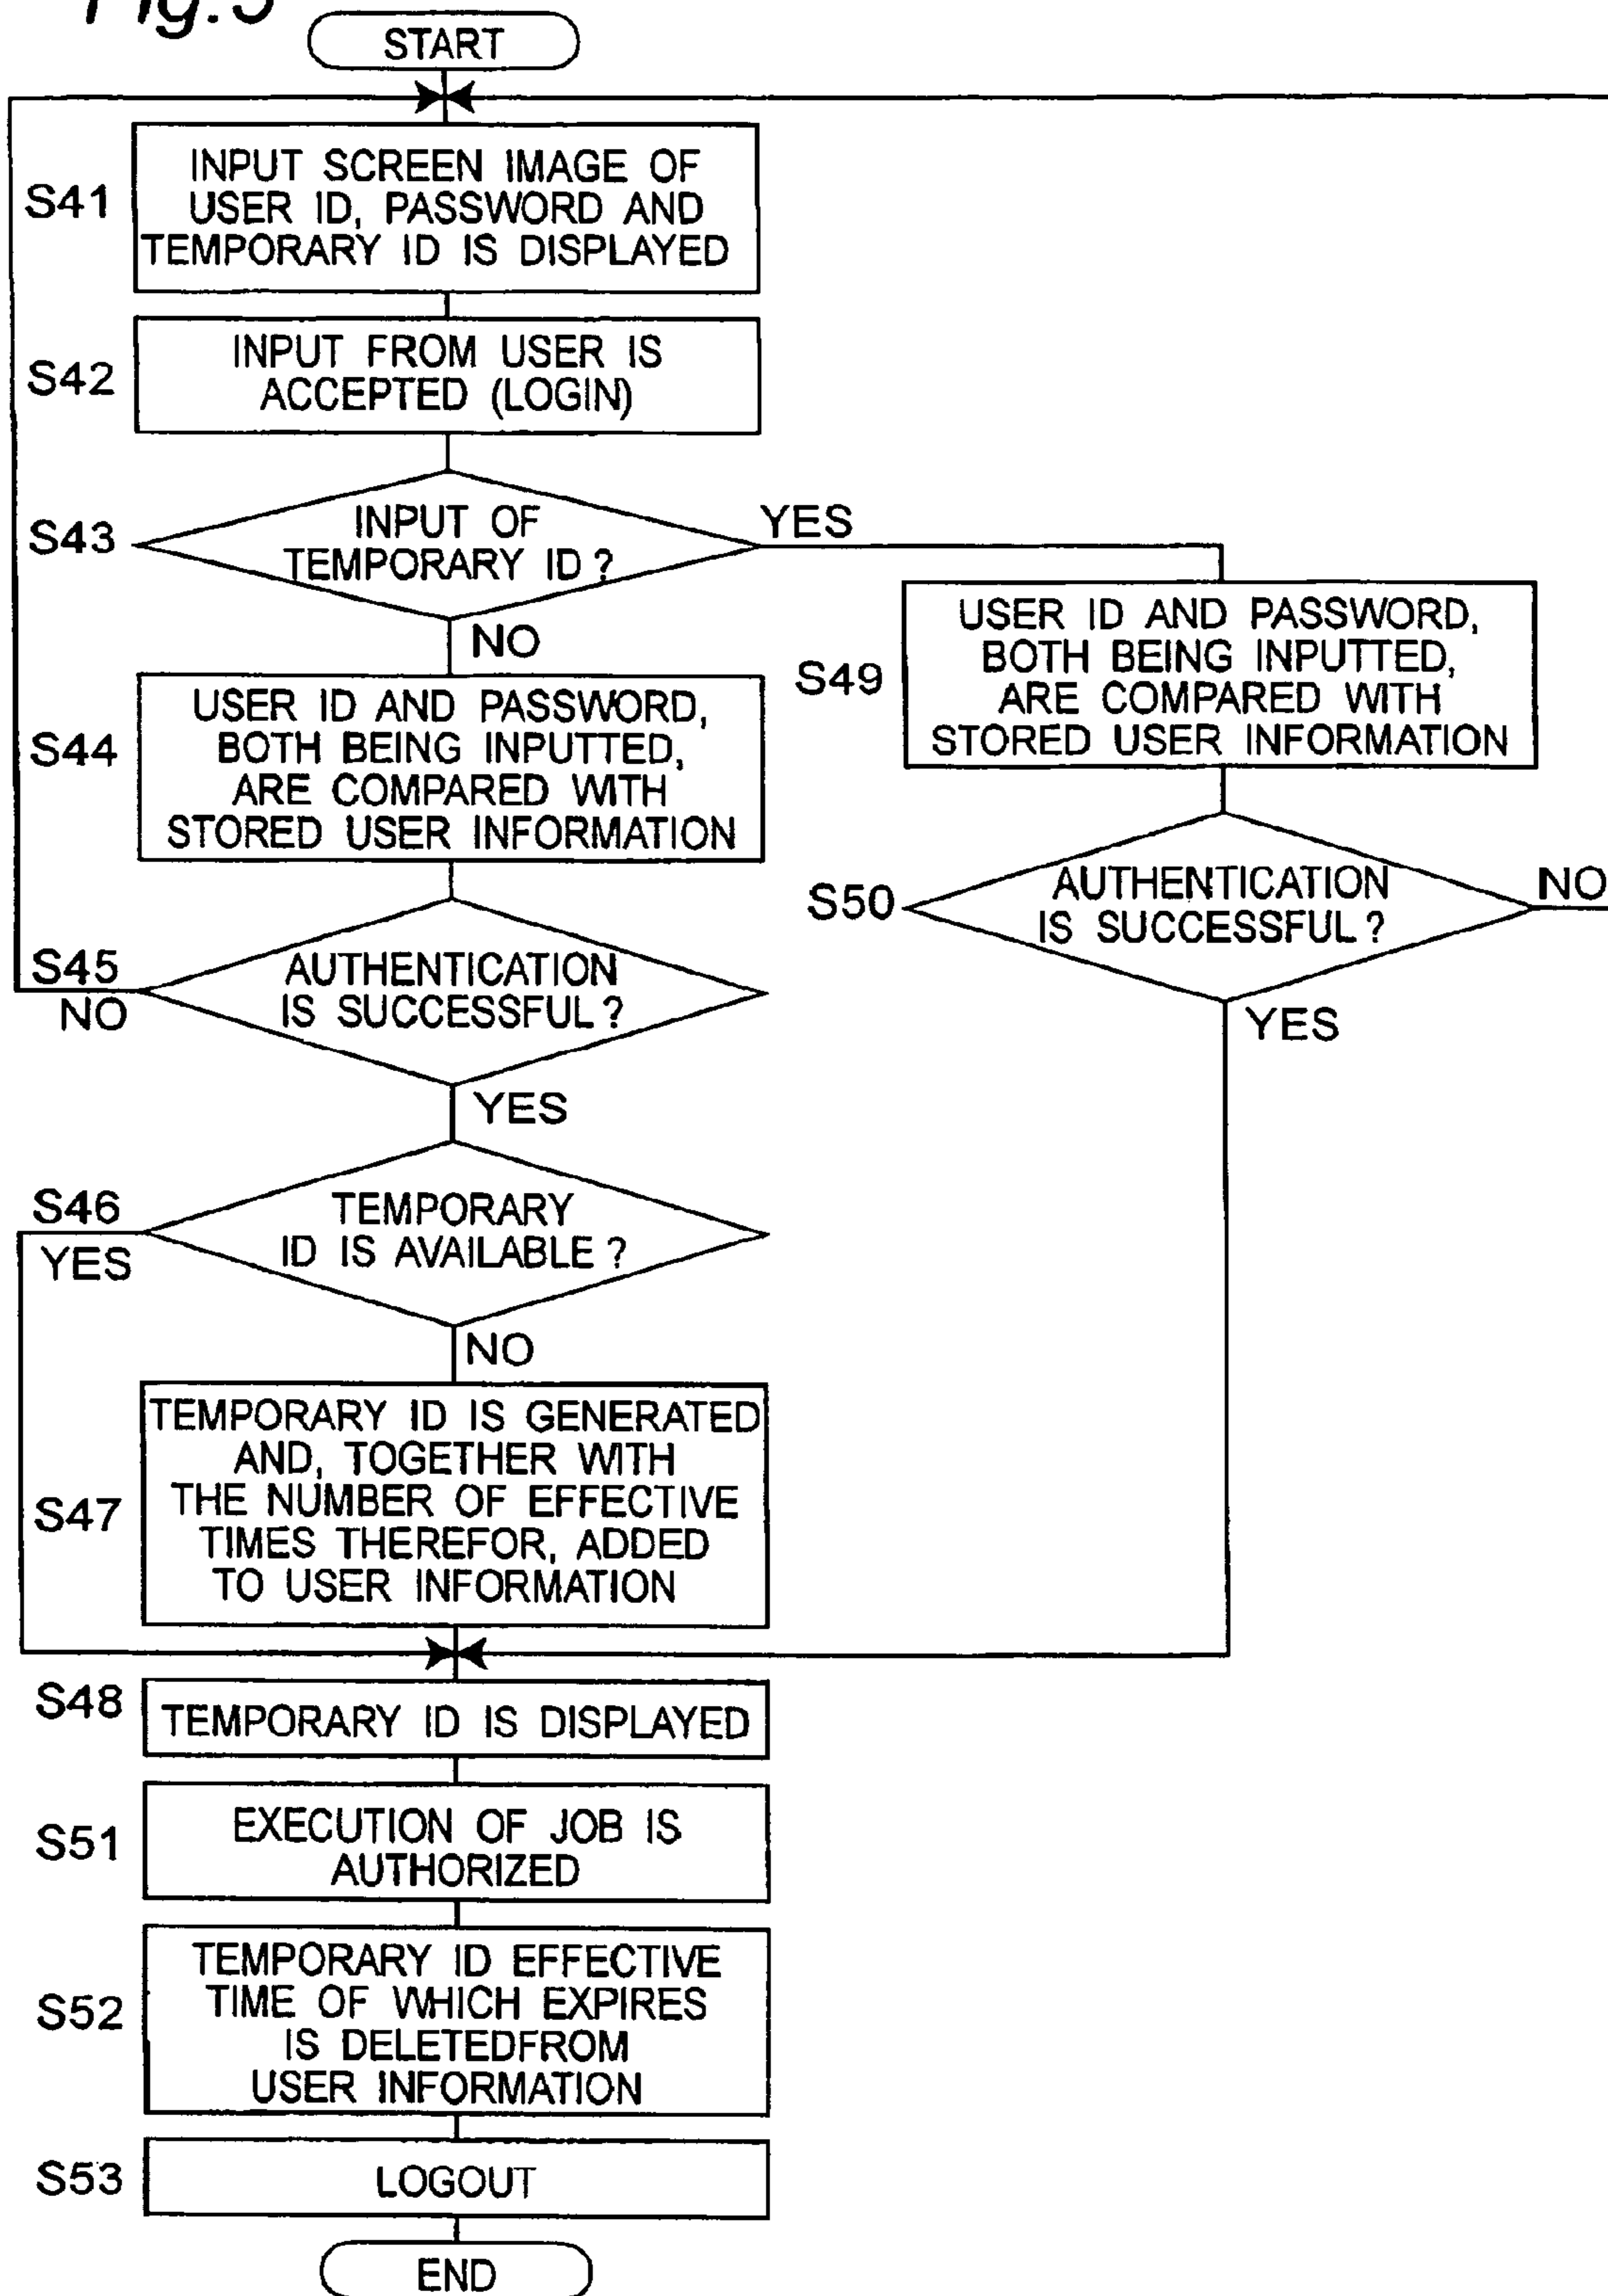 START
S41
INPUT SCREEN IMAGE OF
USER ID, PASSWORD AND
TEMPORARY ID IS DISPLAYED
S42
INPUT FROM USER IS
ACCEPTED (LOGIN)
S43
INPUT OF
TEMPORARY ID ?
YES
NO
S44
USER ID AND PASSWORD,
BOTH BEING INPUTTED,
ARE COMPARED WITH
STORED USER INFORMATION
S49
USER ID AND PASSWORD,
BOTH BEING INPUTTED,
ARE COMPARED WITH
STORED USER INFORMATION
S45
NO
AUTHENTICATION
IS SUCCESSFUL ?
YES
S50
AUTHENTICATION
IS SUCCESSFUL ?
NO
YES
S46
YES
TEMPORARY
ID IS AVAILABLE ?
NO
S47
TEMPORARY ID IS GENERATED
AND, TOGETHER WITH
THE NUMBER OF EFFECTIVE
TIMES THEREFOR, ADDED
TO USER INFORMATION
S48
TEMPORARY ID IS DISPLAYED
S51
EXECUTION OF JOB IS
AUTHORIZED
S52
TEMPORARY ID EFFECTIVE
TIME OF WHICH EXPIRES
IS DELETEDFROM
USER INFORMATION
S53
LOGOUT
END